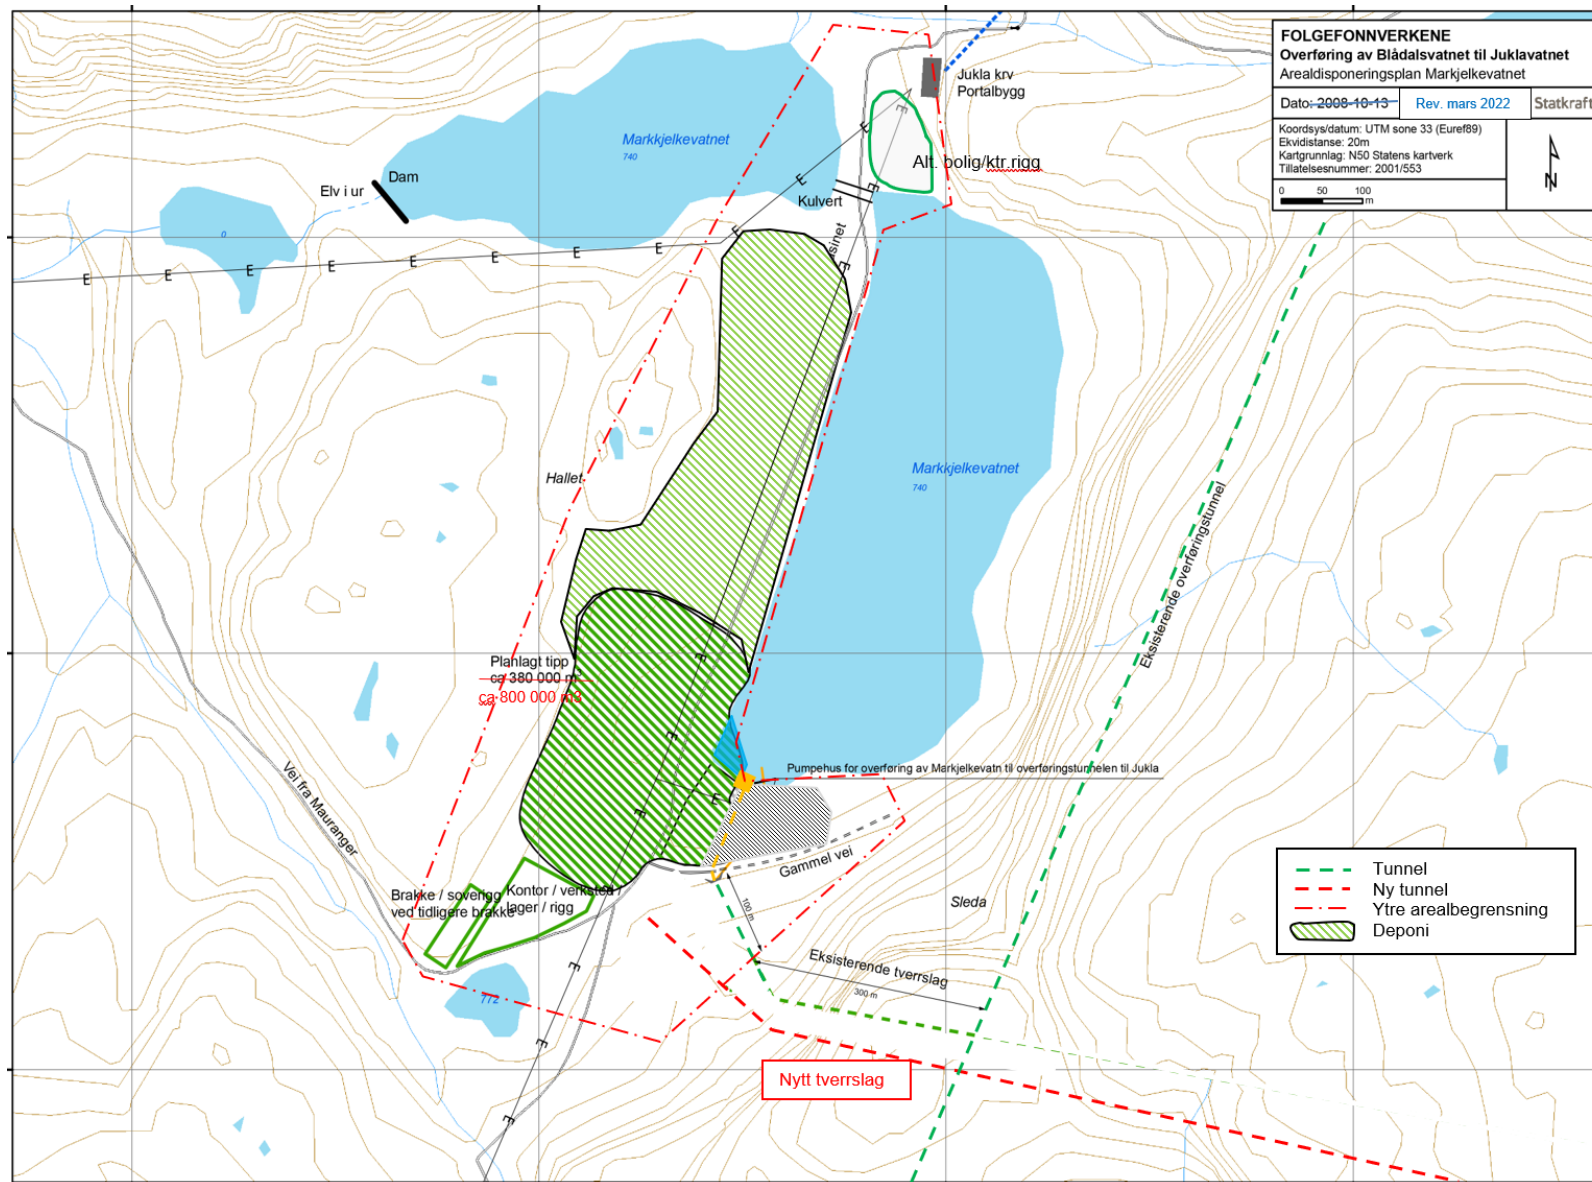 FOLGEFONNVERKENE
Overføring av Blådalsvatnet til Juklavatnet
Arealdisponeringsplan Markjelkevatnet
Dato: 2008-10-13
Rev. mars 2022
Statkraft
Koordsys/datum: UTM sone 33 (Euref89)
Ekvidistanse: 20m
Kartgrunnlag: N50 Statens kartverk
Tillatelsesnummer: 2001/553
0 50 100
m
N
Jukla krv
Portalbygg
Markkjelkevatnet
740
Alt. bolig/ktr.rigg
Dam
Elv i ur
Kulvert
0
sinet
E E E E E E E E E
E
E
E
E
E
E
Hallet
Markkjelkevatnet
740
Eksisterende overføringstunnel
Planlagt tipp
ca 380 000 m
ca 800 000 m3
E
E
E
E
Pumpehus for overføring av Markjelkevatn til overføringstunnelen til Jukla
Vei fra Mauranger
Gammel vei
Brakke / soverigg
ved tidligere brakke
Kontor / verksted /
lager / rigg
100 m
Sleda
Eksisterende tverrslag
300 m
772
E
E
E
Nytt tverrslag
Tunnel
Ny tunnel
Ytre arealbegrensning
Deponi